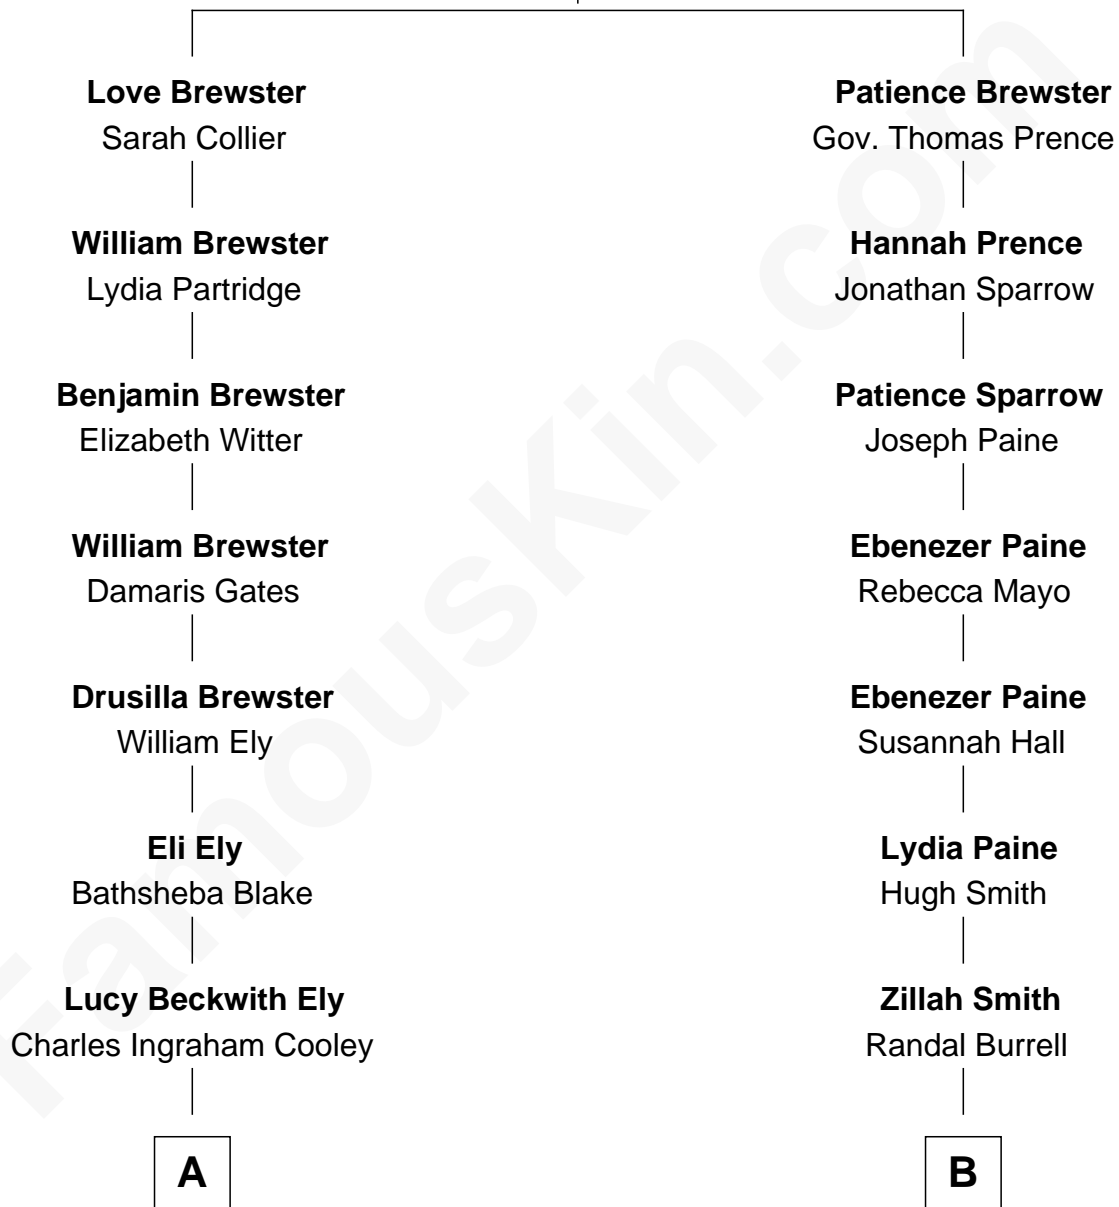 Love Brewster
Sarah Collier
William Brewster
Lydia Partridge
Benjamin Brewster
Elizabeth Witter
William Brewster
Damaris Gates
Drusilla Brewster
William Ely
Eli Ely
Bathsheba Blake
Lucy Beckwith Ely
Charles Ingraham Cooley
A
Patience Brewster
Gov. Thomas Prence
Hannah Prence
Jonathan Sparrow
Patience Sparrow
Joseph Paine
Ebenezer Paine
Rebecca Mayo
Ebenezer Paine
Susannah Hall
Lydia Paine
Hugh Smith
Zillah Smith
Randal Burrell
B
FamousKin.com